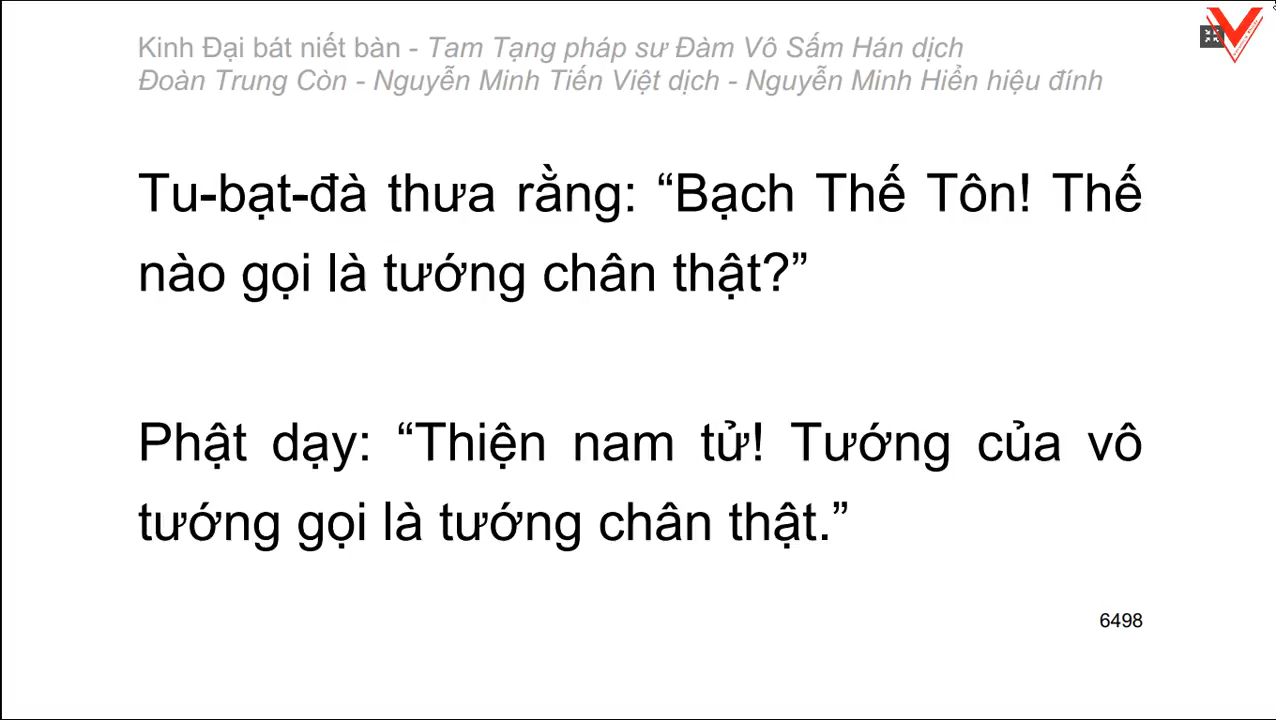 Kinh Đại bát niết bàn - Tam Tạng pháp sư Đàm Vô Sấm Hán dịch
Đoàn Trung Còn - Nguyễn Minh Tiến Việt dịch - Nguyễn Minh Hiển hiệu đính
Tu-bạt-đà thưa rằng: “Bạch Thế Tôn! Thế
nào gọi là tướng chân thật?”
Phật dạy: “Thiện nam tử! Tướng của vô
tướng gọi là tướng chân thật.”
6498